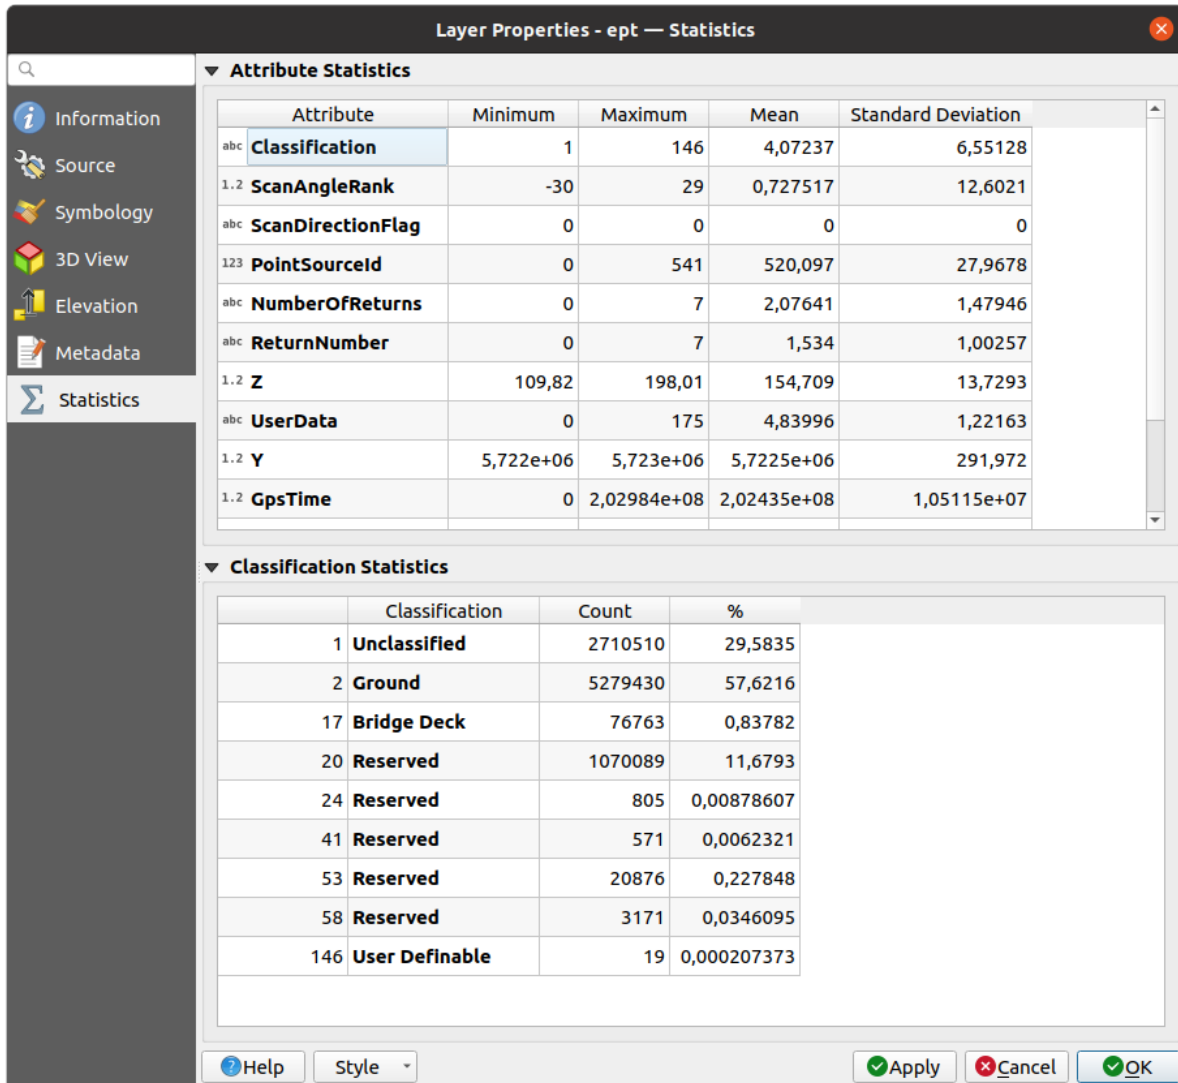 Layer Properties - ept — Statistics
Information
Source
Symbology
3D View
Elevation
Metadata
Statistics
Attribute Statistics
Attribute Minimum Maximum Mean Standard Deviation
abc Classification 1 146 4,07237 6,55128
1.2 ScanAngleRank -30 29 0,727517 12,6021
abc ScanDirectionFlag 0 0 0 0
123 PointSourceId 0 541 520,097 27,9678
abc NumberOfReturns 0 7 2,07641 1,47946
abc ReturnNumber 0 7 1,534 1,00257
1.2 Z 109,82 198,01 154,709 13,7293
abc UserData 0 175 4,83996 1,22163
1.2 Y 5,722e+06 5,723e+06 5,7225e+06 291,972
1.2 GpsTime 0 2,02984e+08 2,02435e+08 1,05115e+07
Classification Statistics
Classification Count %
1 Unclassified 2710510 29,5835
2 Ground 5279430 57,6216
17 Bridge Deck 76763 0,83782
20 Reserved 1070089 11,6793
24 Reserved 805 0,00878607
41 Reserved 571 0,0062321
53 Reserved 20876 0,227848
58 Reserved 3171 0,0346095
146 User Definable 19 0,000207373
Help Style Apply Cancel OK